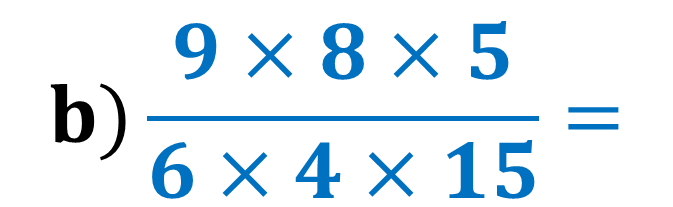 b) 9 × 8 × 5 / 6 × 4 × 15 =